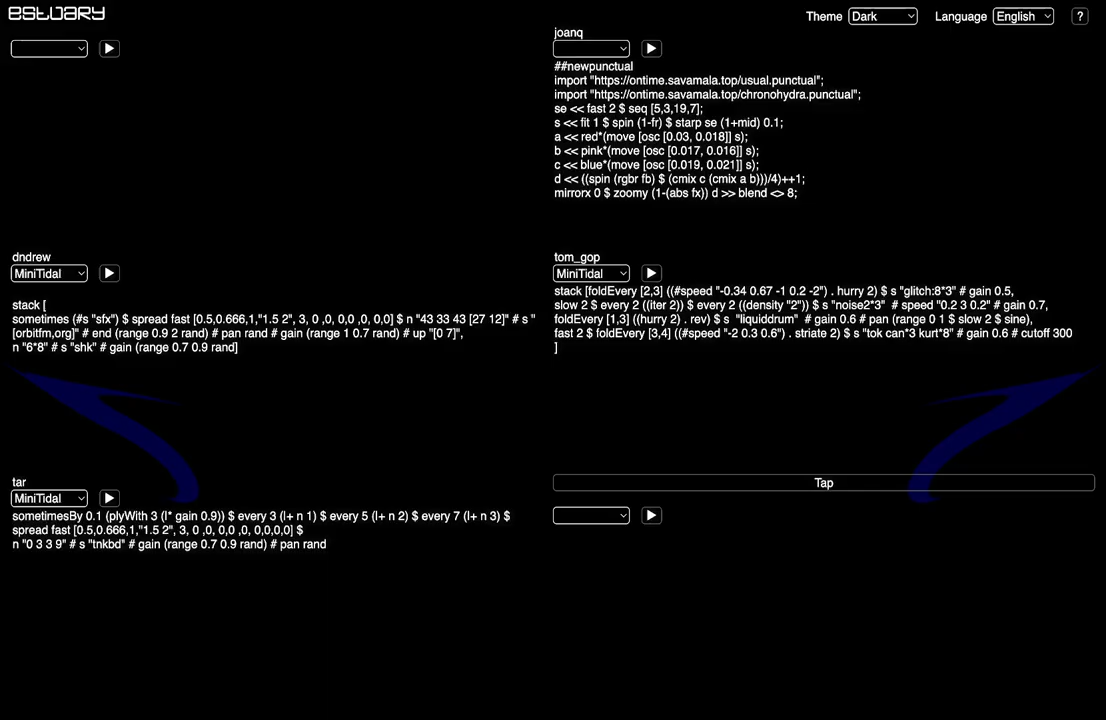 estuary
Theme Dark Language English ?
joanq
##newpunctual
import "https://ontime.savamala.top/usual.punctual";
import "https://ontime.savamala.top/chronohydra.punctual";
se << fast 2 $ seq [5,3,19,7];
s << fit 1 $ spin (1-fr) $ starp se (1+mid) 0.1;
a << red*(move [osc [0.03, 0.018]] s);
b << pink*(move [osc [0.017, 0.016]] s);
c << blue*(move [osc [0.019, 0.021]] s);
d << ((spin (rgbr fb) $ (cmix c (cmix a b)))/4)++1;
mirrorx 0 $ zoomy (1-(abs fx)) d >> blend <> 8;
dndrew
MiniTidal
stack [
sometimes (#s "sfx") $ spread fast [0.5,0.666,1,"1.5 2", 3, 0 ,0, 0,0 ,0, 0,0] $ n "43 33 43 [27 12]" # s "
[orbitfm,org]" # end (range 0.9 2 rand) # pan rand # gain (range 1 0.7 rand) # up "[0 7]",
n "6*8" # s "shk" # gain (range 0.7 0.9 rand]
tom_gop
MiniTidal
stack [foldEvery [2,3] ((#speed "-0.34 0.67 -1 0.2 -2") . hurry 2) $ s "glitch:8*3" # gain 0.5,
slow 2 $ every 2 ((iter 2)) $ every 2 ((density "2")) $ s "noise2*3"  # speed "0.2 3 0.2" # gain 0.7,
foldEvery [1,3] ((hurry 2) . rev) $ s  "liquiddrum"  # gain 0.6 # pan (range 0 1 $ slow 2 $ sine),
fast 2 $ foldEvery [3,4] ((#speed "-2 0.3 0.6") . striate 2) $ s "tok can*3 kurt*8"  # gain 0.6 # cutoff 300
]
tar
MiniTidal
sometimesBy 0.1 (plyWith 3 (|* gain 0.9)) $ every 3 (|+ n 1) $ every 5 (|+ n 2) $ every 7 (|+ n 3) $
spread fast [0.5,0.666,1,"1.5 2", 3, 0 ,0, 0,0 ,0, 0,0,0,0] $
n "0 3 3 9" # s "tnkbd" # gain (range 0.7 0.9 rand) # pan rand
Tap